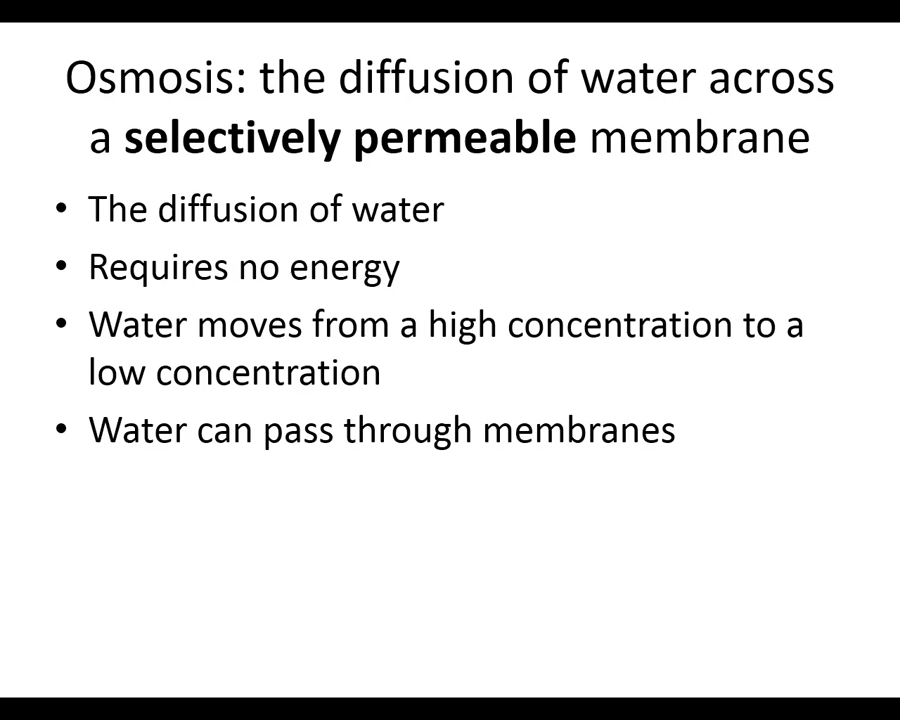 Osmosis: the diffusion of water across
a selectively permeable membrane
• The diffusion of water
• Requires no energy
• Water moves from a high concentration to a
low concentration
• Water can pass through membranes